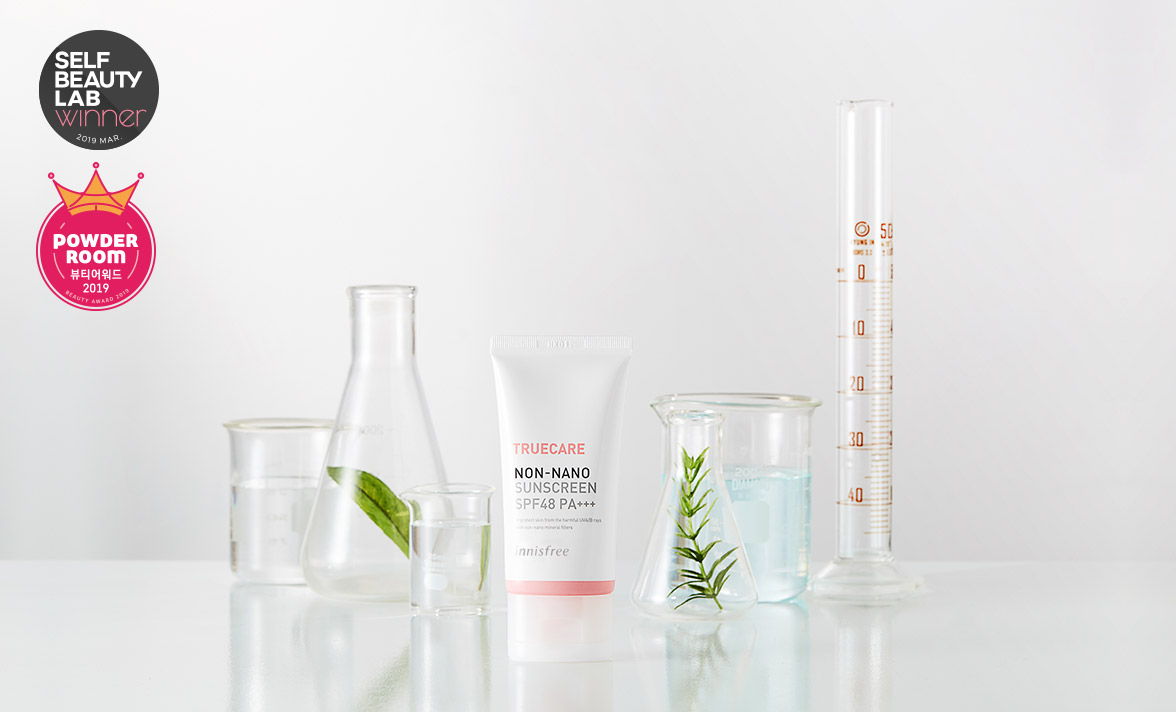 SELF
BEAUTY
LAB
winner
2019 MAR.
POWDER
ROOM
뷰티어워드
2019
BEAUTY AWARD 2019
TRUECARE
NON-NANO
SUNSCREEN
SPF48 PA+++
innisfree
0
10
20
30
40